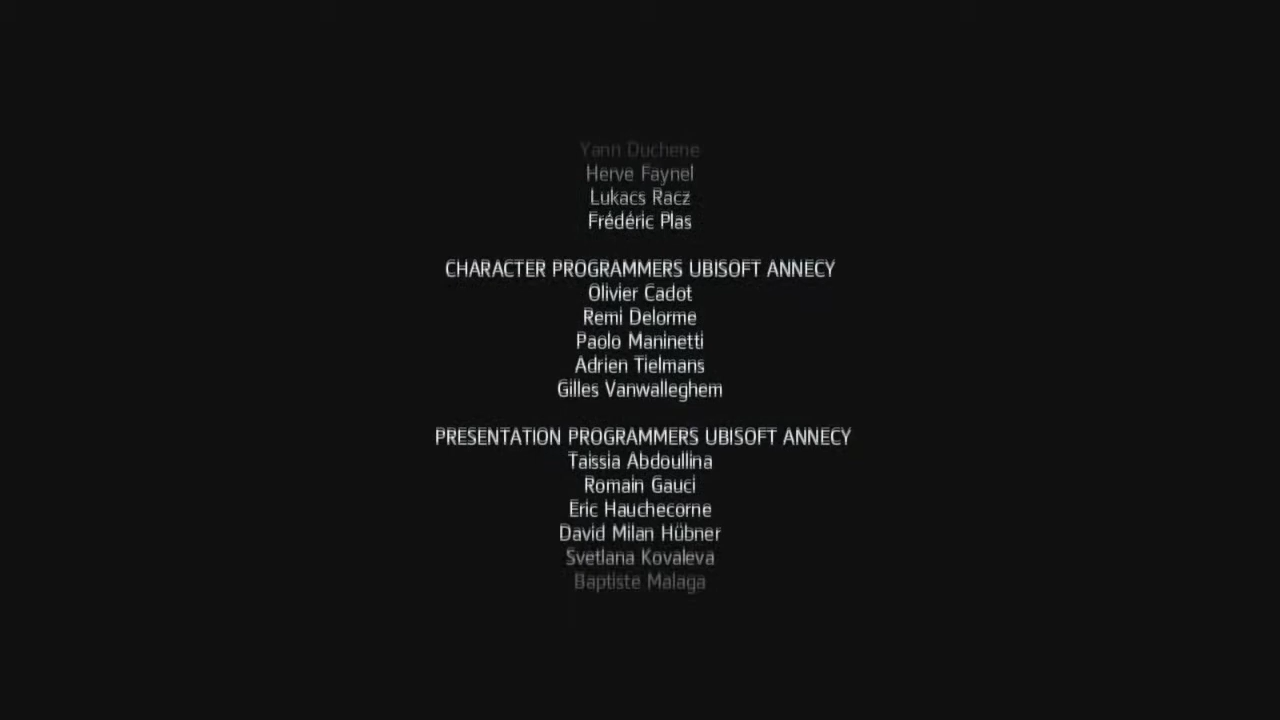 Yann Duchene
Herve Faynel
Lukacs Racz
Frédéric Plas
CHARACTER PROGRAMMERS UBISOFT ANNECY
Olivier Cadot
Remi Delorme
Paolo Maninetti
Adrien Tielmans
Gilles Vanwalleghem
PRESENTATION PROGRAMMERS UBISOFT ANNECY
Taissia Abdoullina
Romain Gauci
Eric Hauchecorne
David Milan Hübner
Svetlana Kovaleva
Baptiste Malaga